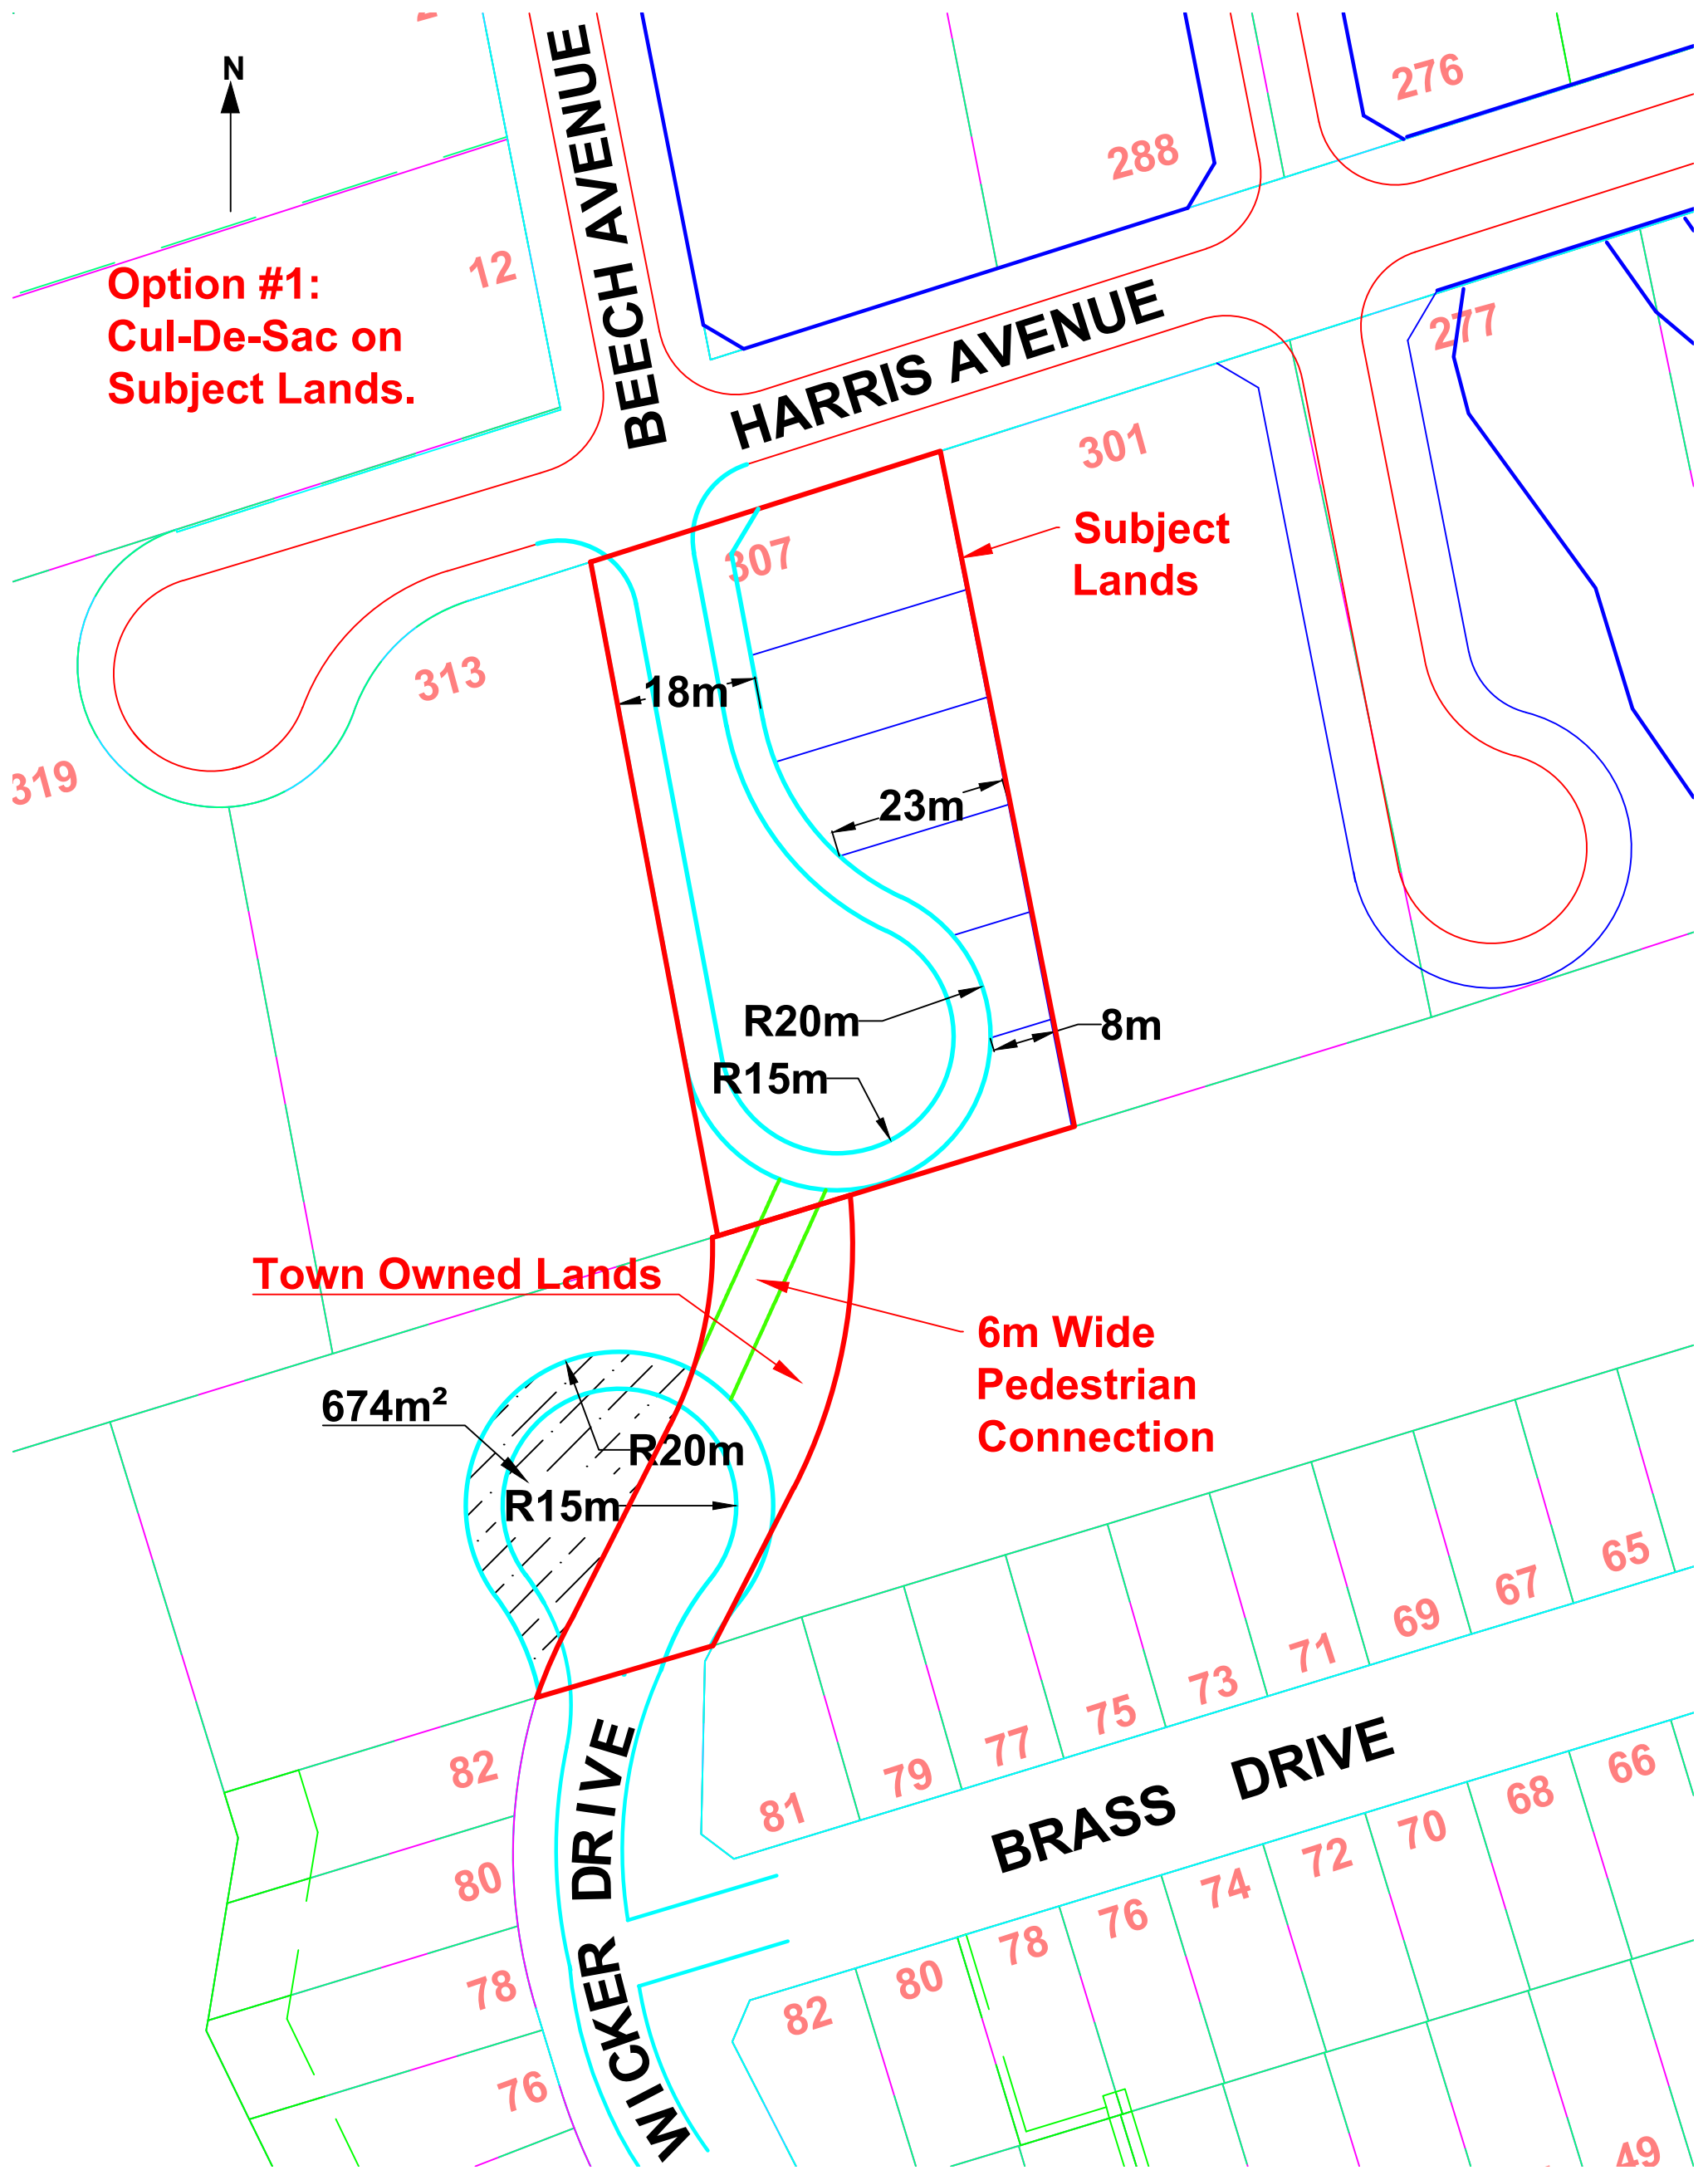 N
BEECH AVENUE
276
288
12
Option #1:
Cul-De-Sac on
Subject Lands.
HARRIS AVENUE
277
301
Subject
Lands
307
313
18m
319
23m
R20m
8m
R15m
Town Owned Lands
6m Wide
Pedestrian
Connection
674m²
R20m
R15m
65
67
69
71
73
75
77
79
81
82
80
78
76
WICKER DRIVE
BRASS DRIVE
66
68
70
72
74
76
78
80
82
49